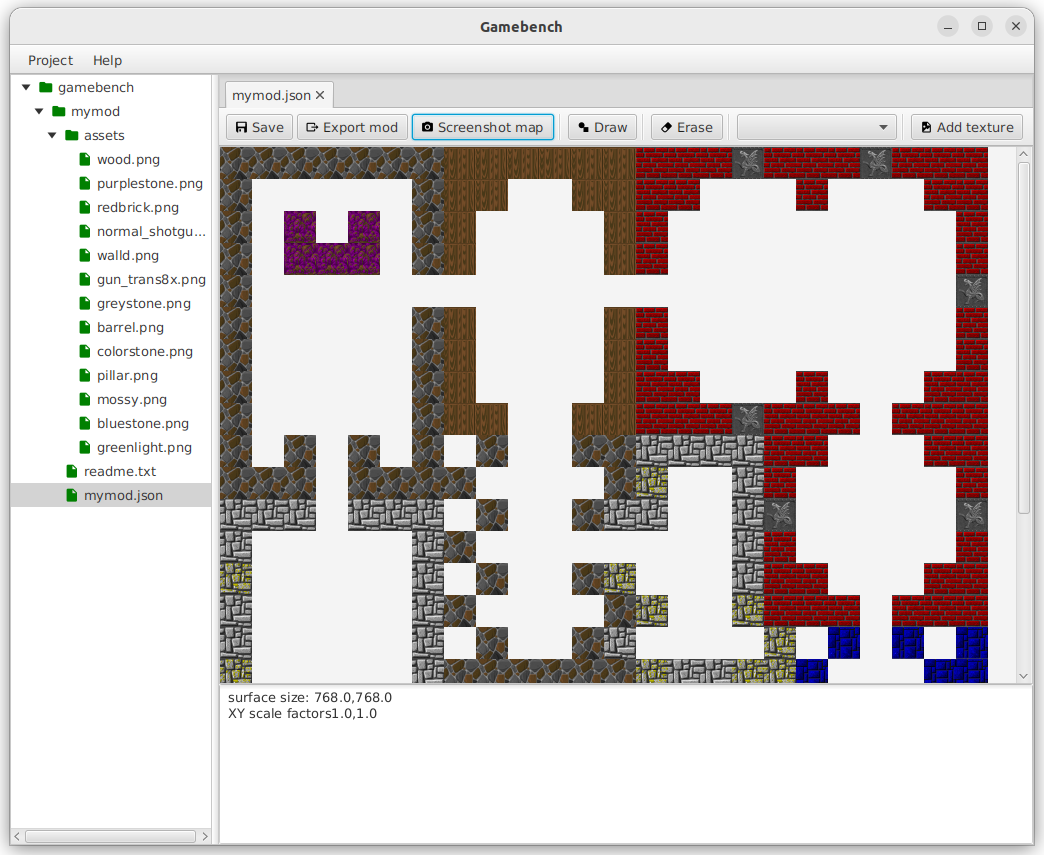 Gamebench
Project Help
gamebench
mymod
assets
wood.png
purplestone.png
redbrick.png
normal_shotgu...
walld.png
gun_trans8x.png
greystone.png
barrel.png
colorstone.png
pillar.png
mossy.png
bluestone.png
greenlight.png
readme.txt
mymod.json
mymod.json
Save Export mod Screenshot map Draw Erase Add texture
surface size: 768.0,768.0
XY scale factors1.0,1.0